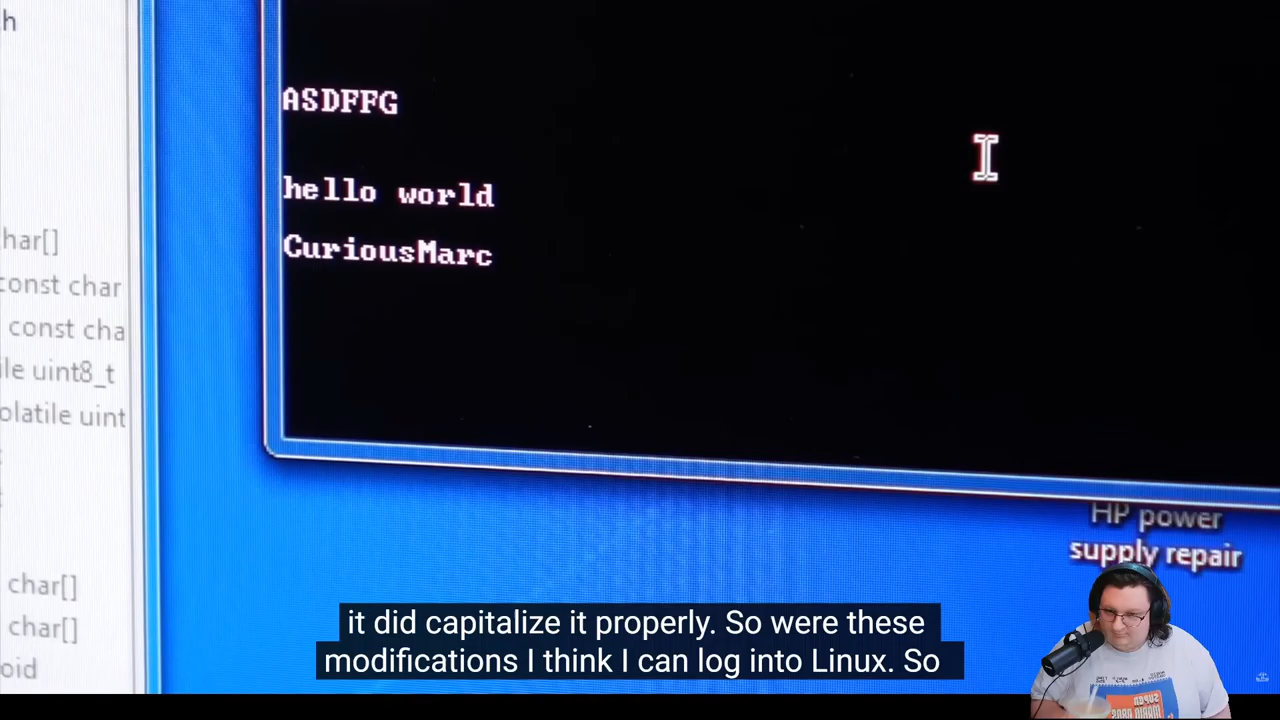 h
har[]
const char
const cha
ile uint8_t
olatile uint
char[]
char[]
oid
ASDFFG
hello world
CuriousMarc
HP power
supply repair
it did capitalize it properly. So were these
modifications I think I can log into Linux. So